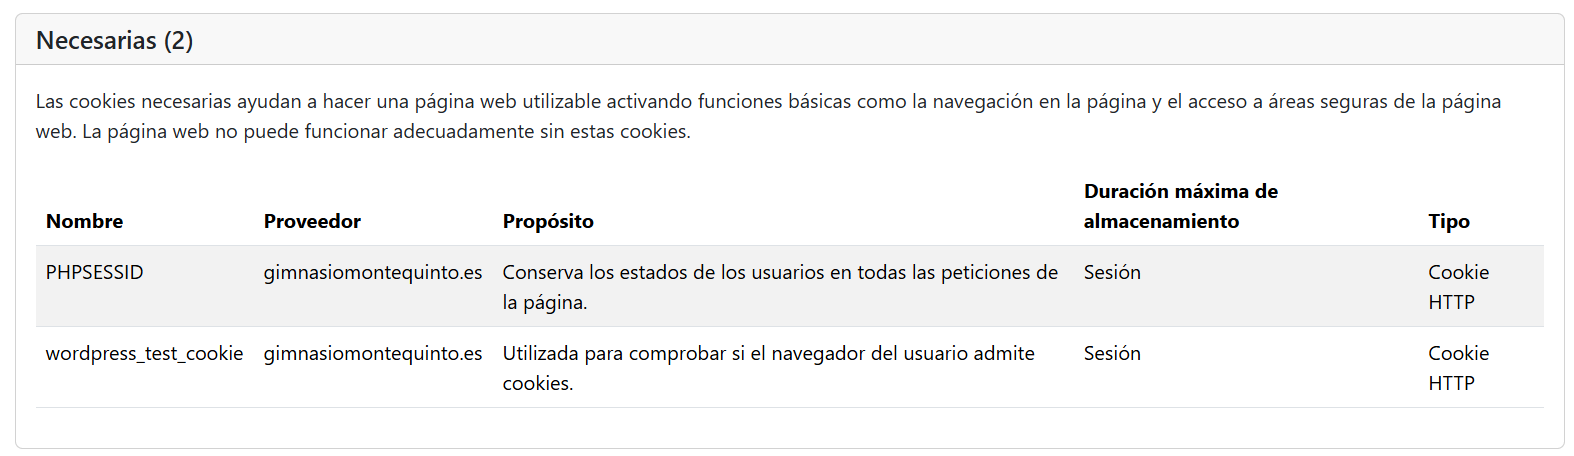 Necesarias (2)
Las cookies necesarias ayudan a hacer una página web utilizable activando funciones básicas como la navegación en la página y el acceso a áreas seguras de la página
web. La página web no puede funcionar adecuadamente sin estas cookies.
Nombre Proveedor Propósito Duración máxima de almacenamiento Tipo
PHPSESSID gimnasiomontequinto.es Conserva los estados de los usuarios en todas las peticiones de Sesión Cookie
la página. HTTP
wordpress_test_cookie gimnasiomontequinto.es Utilizada para comprobar si el navegador del usuario admite Sesión Cookie
cookies. HTTP